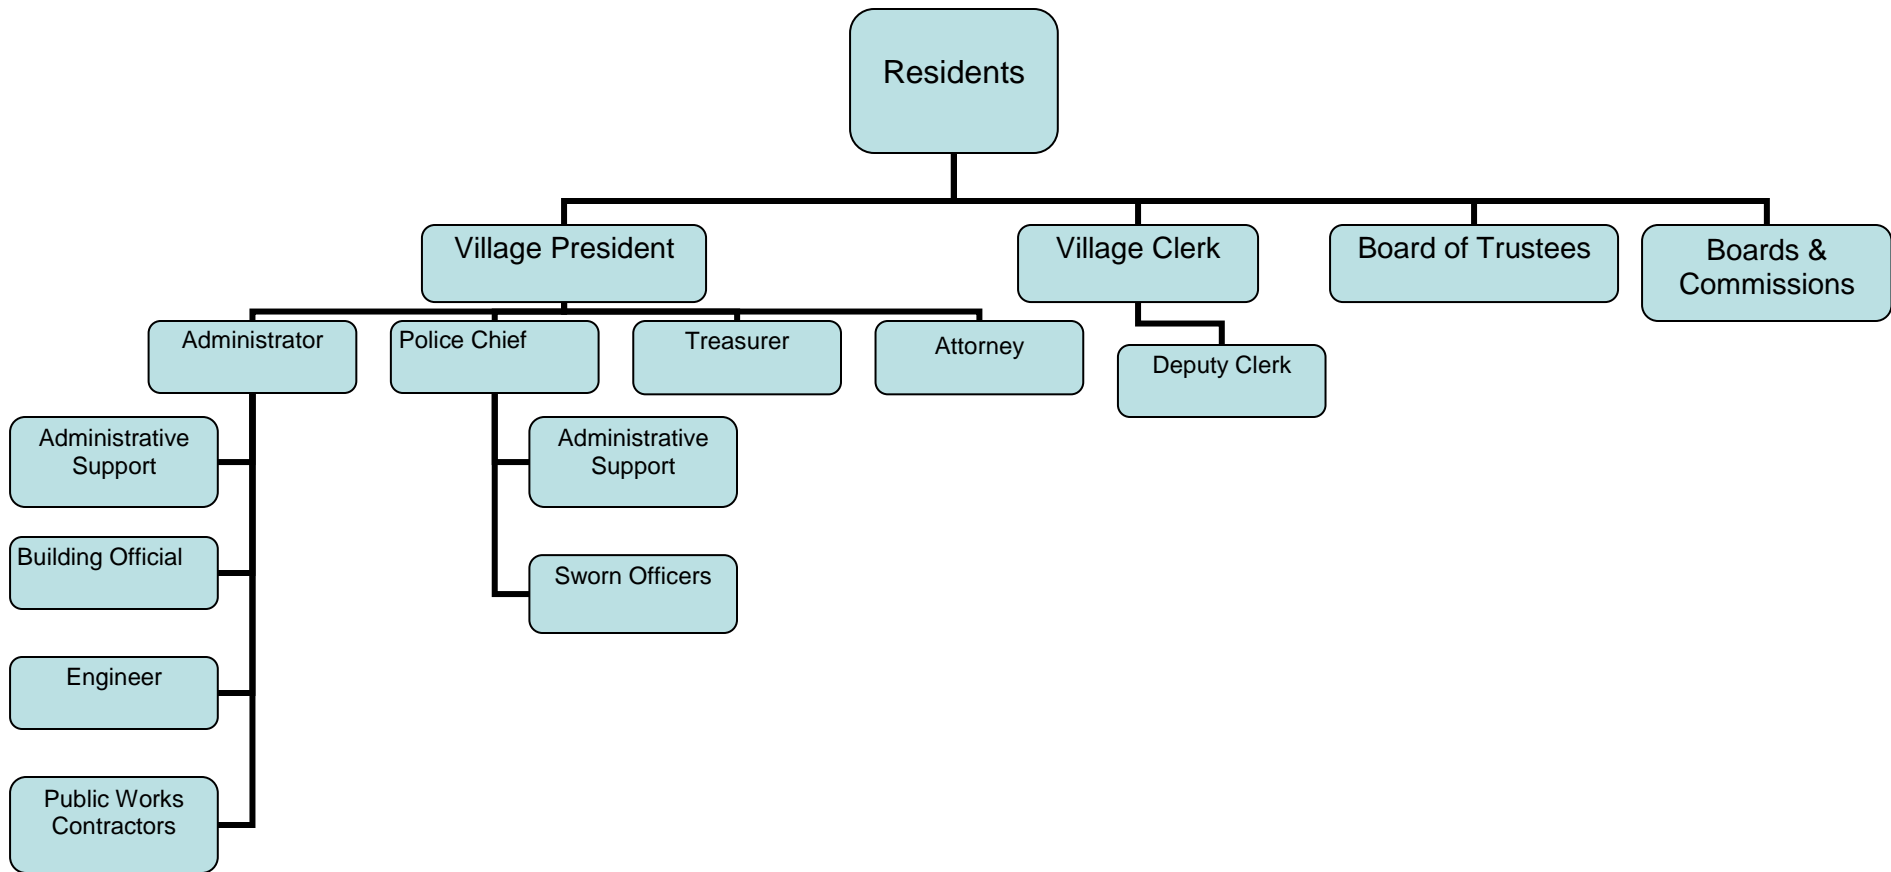 Residents
Village President
Village Clerk
Board of Trustees
Boards &
Commissions
Administrator
Police Chief
Treasurer
Attorney
Deputy Clerk
Administrative
Support
Administrative
Support
Building Official
Sworn Officers
Engineer
Public Works
Contractors